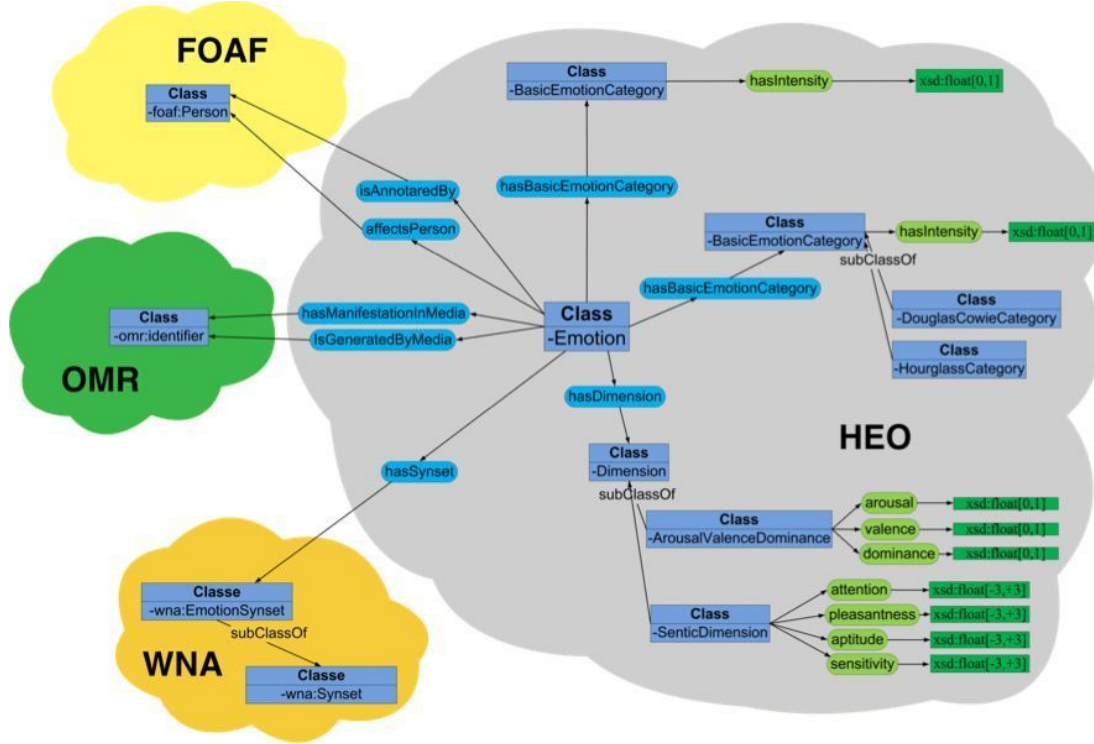 FOAF
Class
-foaf:Person
Class
-BasicEmotionCategory
hasIntensity
xsd:float[0,1]
isAnnotaredBy
hasBasicEmotionCategory
affectsPerson
Class
-BasicEmotionCategory
hasIntensity
xsd:float[0,1]
subClassOf
hasBasicEmotionCategory
Class
-DouglasCowieCategory
Class
-HourglassCategory
Class
-omr:identifier
OMR
hasManifestationInMedia
IsGeneratedByMedia
Class
-Emotion
hasDimension
HEO
hasSynset
Class
-Dimension
subClassOf
Class
-ArousalValenceDominance
arousal
xsd:float[0,1]
valence
xsd:float[0,1]
dominance
xsd:float[0,1]
Class
-SenticDimension
attention
xsd:float[-3,+3]
pleasantness
xsd:float[-3,+3]
aptitude
xsd:float[-3,+3]
sensitivity
xsd:float[-3,+3]
Classe
-wna:EmotionSynset
subClassOf
WNA
Classe
-wna:Synset